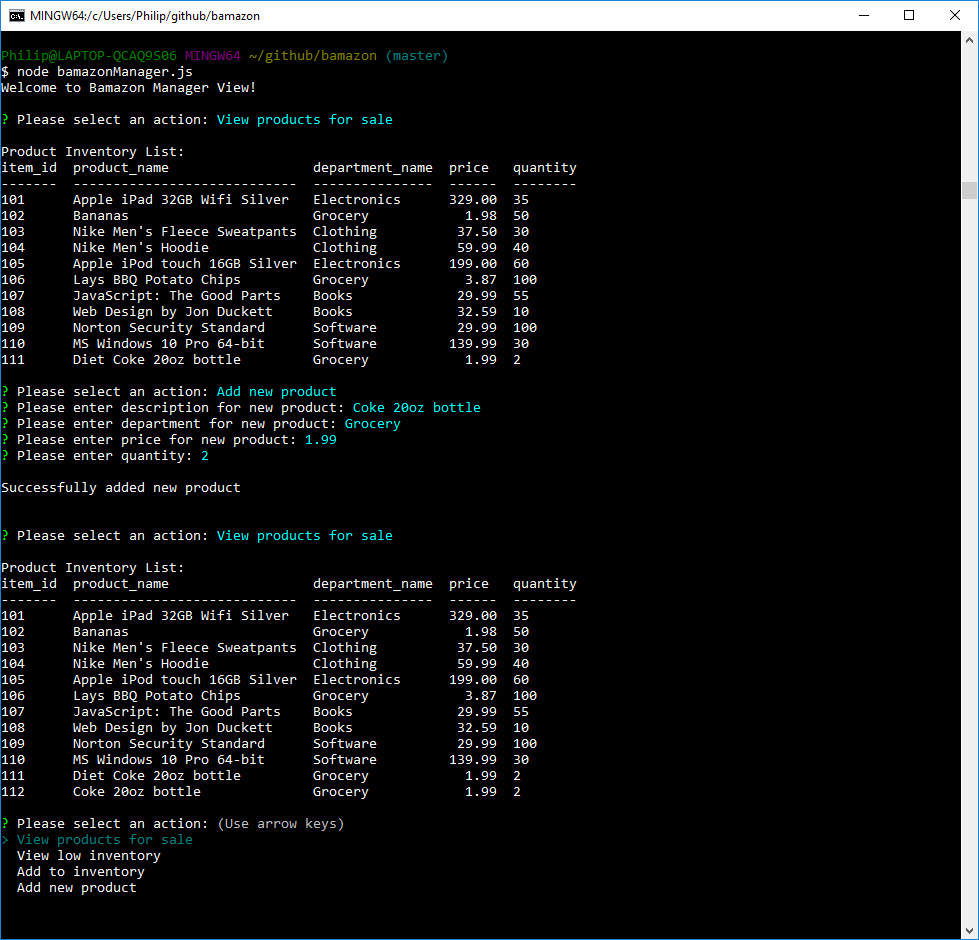 MINGW64:/c/Users/Philip/github/bamazon
Philip@LAPTOP-QCAQ9S06 MINGW64 ~/github/bamazon (master)
$ node bamazonManager.js
Welcome to Bamazon Manager View!
? Please select an action: View products for sale
Product Inventory List:
item_id  product_name                  department_name  price   quantity
-------  ----------------------------  ---------------  ------  --------
101      Apple iPad 32GB Wifi Silver   Electronics      329.00  35
102      Bananas                       Grocery            1.98  50
103      Nike Men's Fleece Sweatpants  Clothing          37.50  30
104      Nike Men's Hoodie             Clothing          59.99  40
105      Apple iPod touch 16GB Silver  Electronics      199.00  60
106      Lays BBQ Potato Chips         Grocery            3.87  100
107      JavaScript: The Good Parts    Books             29.99  55
108      Web Design by Jon Duckett     Books             32.59  10
109      Norton Security Standard      Software          29.99  100
110      MS Windows 10 Pro 64-bit      Software         139.99  30
111      Diet Coke 20oz bottle         Grocery            1.99  2
? Please select an action: Add new product
? Please enter description for new product: Coke 20oz bottle
? Please enter department for new product: Grocery
? Please enter price for new product: 1.99
? Please enter quantity: 2
Successfully added new product
? Please select an action: View products for sale
Product Inventory List:
item_id  product_name                  department_name  price   quantity
-------  ----------------------------  ---------------  ------  --------
101      Apple iPad 32GB Wifi Silver   Electronics      329.00  35
102      Bananas                       Grocery            1.98  50
103      Nike Men's Fleece Sweatpants  Clothing          37.50  30
104      Nike Men's Hoodie             Clothing          59.99  40
105      Apple iPod touch 16GB Silver  Electronics      199.00  60
106      Lays BBQ Potato Chips         Grocery            3.87  100
107      JavaScript: The Good Parts    Books             29.99  55
108      Web Design by Jon Duckett     Books             32.59  10
109      Norton Security Standard      Software          29.99  100
110      MS Windows 10 Pro 64-bit      Software         139.99  30
111      Diet Coke 20oz bottle         Grocery            1.99  2
112      Coke 20oz bottle              Grocery            1.99  2
? Please select an action: (Use arrow keys)
> View products for sale
  View low inventory
  Add to inventory
  Add new product